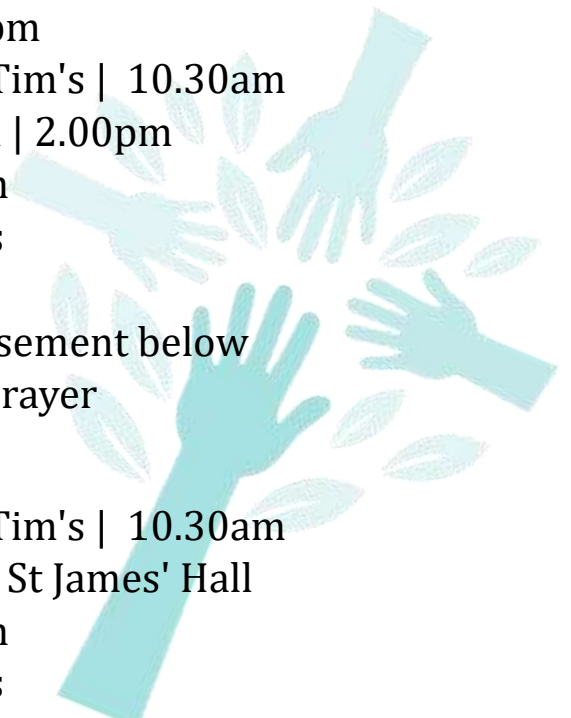 om
Tim's | 10.30am
| 2.00pm
s
sement below
rayer
Tim's | 10.30am
St James' Hall
s